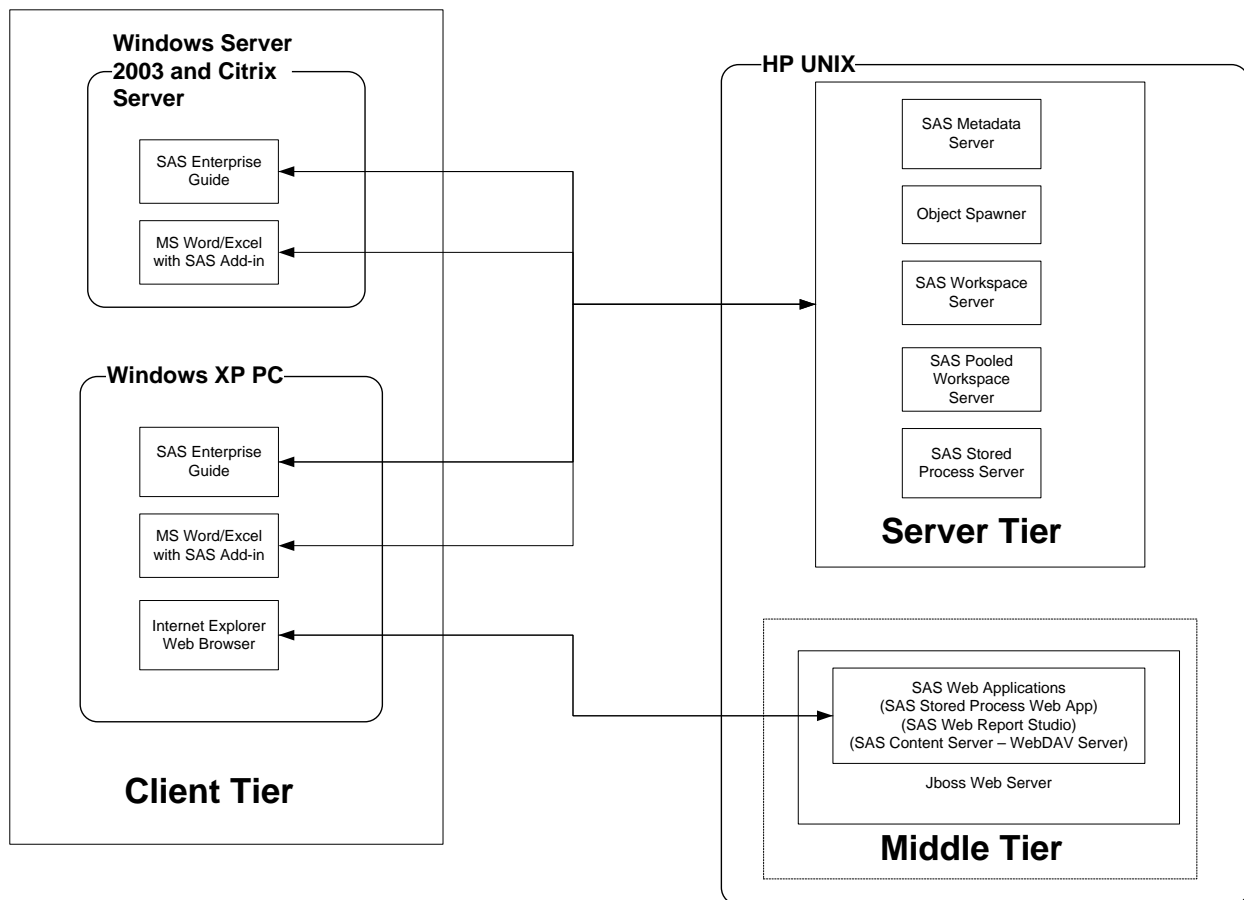 Windows Server
2003 and Citrix
Server
SAS Enterprise
Guide
MS Word/Excel
with SAS Add-in
Windows XP PC
SAS Enterprise
Guide
MS Word/Excel
with SAS Add-in
Internet Explorer
Web Browser
Client Tier
HP UNIX
SAS Metadata
Server
Object Spawner
SAS Workspace
Server
SAS Pooled
Workspace
Server
SAS Stored
Process Server
Server Tier
SAS Web Applications
(SAS Stored Process Web App)
(SAS Web Report Studio)
(SAS Content Server – WebDAV Server)
Jboss Web Server
Middle Tier